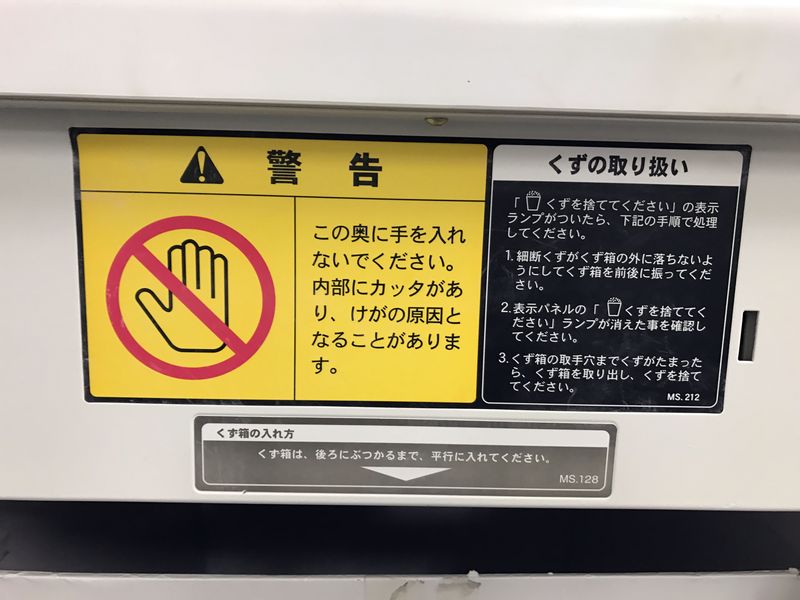 警告
この奥に手を入れ
ないでください。
内部にカッタがあ
り、けがの原因と
なることがありま
す。
くずの取り扱い
「くずを捨ててください」の表示
ランプがついたら、下記の手順で処理
してください。
1. 細断くずがくず箱の外に落ちないよ
うにしてくず箱を前後に振ってくだ
さい。
2. 表示パネルの「くずを捨ててく
ださい」ランプが消えた事を確認し
てください。
3. くず箱の取手穴までくずがたまった
ら、くず箱を取り出し、くずを捨て
てください。
MS. 212
くず箱の入れ方
くず箱は、後ろにぶつかるまで、平行に入れてください。
MS.128